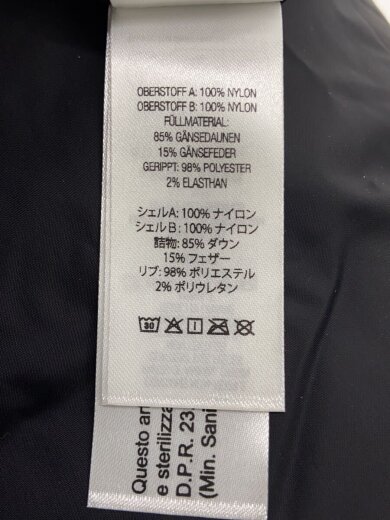 OBERSTOFF A: 100% NYLON
OBERSTOFF B: 100% NYLON
FÜLLMATERIAL:
85% GÄNSEDAUNEN
15% GÄNSEFEDER
GERIPPT: 98% POLYESTER
2% ELASTHAN
シェルA: 100% ナイロン
シェルB: 100% ナイロン
詰物: 85% ダウン
15% フェザー
リブ: 98% ポリエステル
2% ポリウレタン
30
Questo an
e sterilizza
D.P.R. 23
(Min. Sani